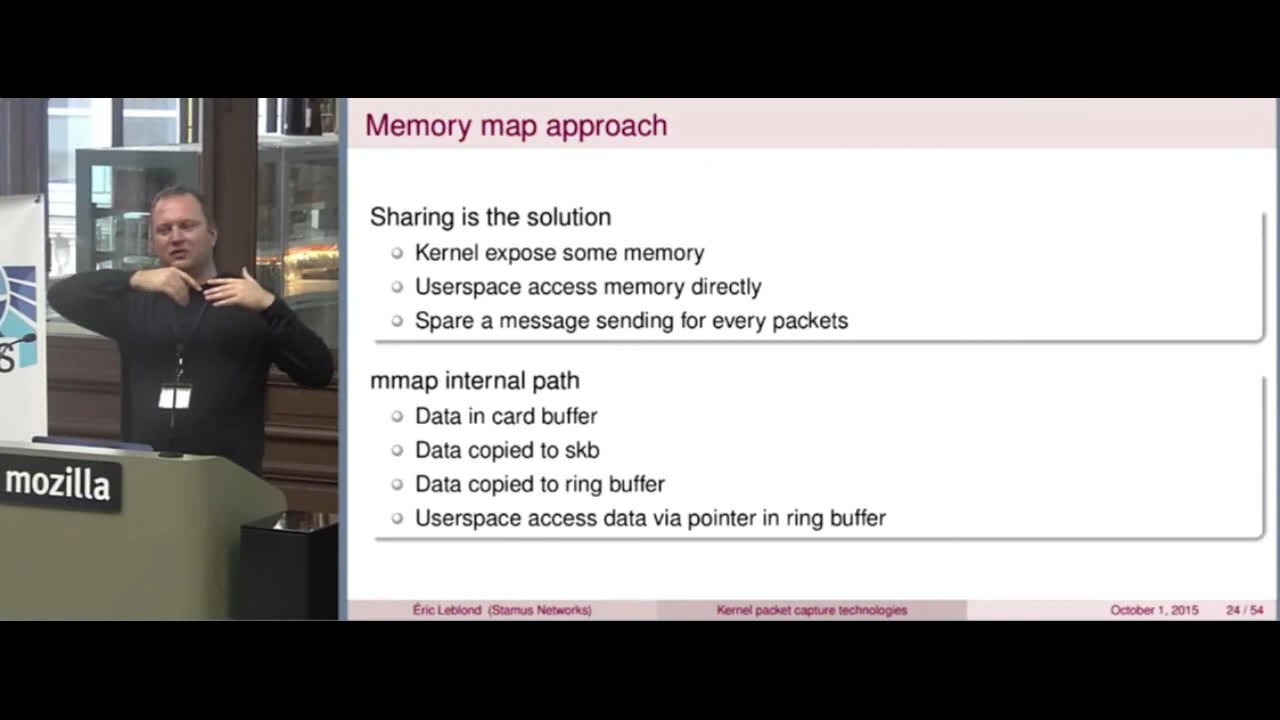 Memory map approach
Sharing is the solution
Kernel expose some memory
Userspace access memory directly
Spare a message sending for every packets
mmap internal path
Data in card buffer
Data copied to skb
Data copied to ring buffer
Userspace access data via pointer in ring buffer
Éric Leblond (Stamus Networks) Kernel packet capture technologies October 1, 2015 24 / 54
mozilla